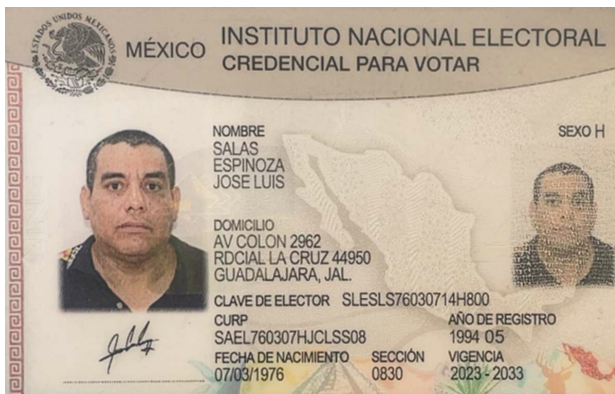 ESTADOS UNIDOS MEXICANOS
MÉXICO INSTITUTO NACIONAL ELECTORAL
CREDENCIAL PARA VOTAR
NOMBRE
SALAS
ESPINOZA
JOSE LUIS
SEXO H
DOMICILIO
AV COLON 2962
RDCIAL LA CRUZ 44950
GUADALAJARA, JAL.
CLAVE DE ELECTOR SLESLS76030714H800
CURP
SAEL760307HJCLSS08
AÑO DE REGISTRO
1994 05
FECHA DE NACIMIENTO
07/03/1976
SECCIÓN
0830
VIGENCIA
2023 - 2033